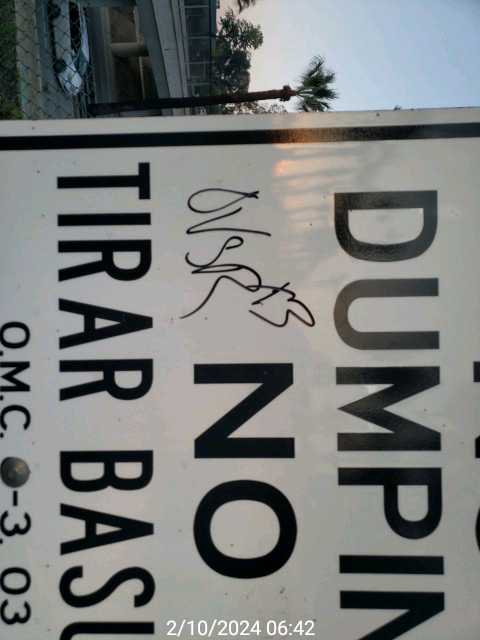 DUMPIN
NO
TIRAR BASU
O.M.C. -3. 03
2/10/2024 06:42